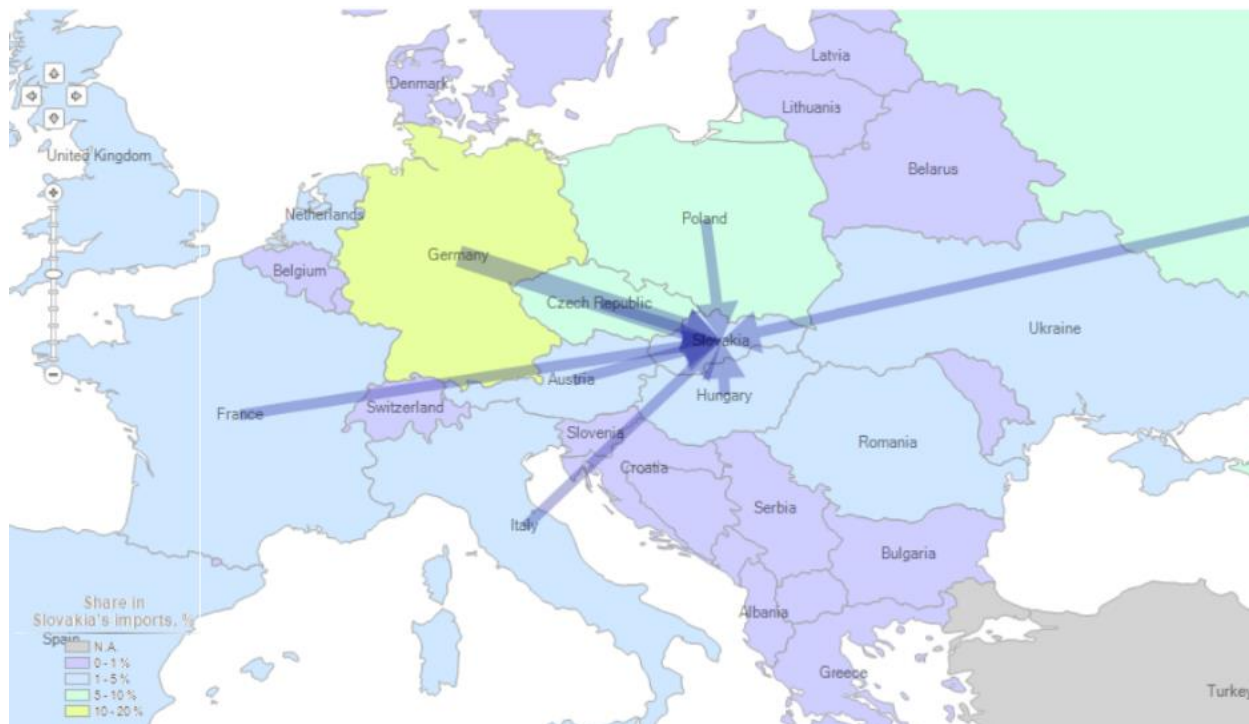 Latvia
Denmark
Lithuania
United Kingdom
Belarus
Netherlands
Poland
Germany
Belgium
Czech Republic
Ukraine
Slovakia
Austria
Hungary
Switzerland
France
Slovenia
Romania
Croatia
Serbia
Italy
Bulgaria
Share in
Slovakia's imports, %
Albania
Spain
N.A.
0 - 1 %
1 - 5 %
Greece
5 - 10 %
Turkey
10 - 20 %